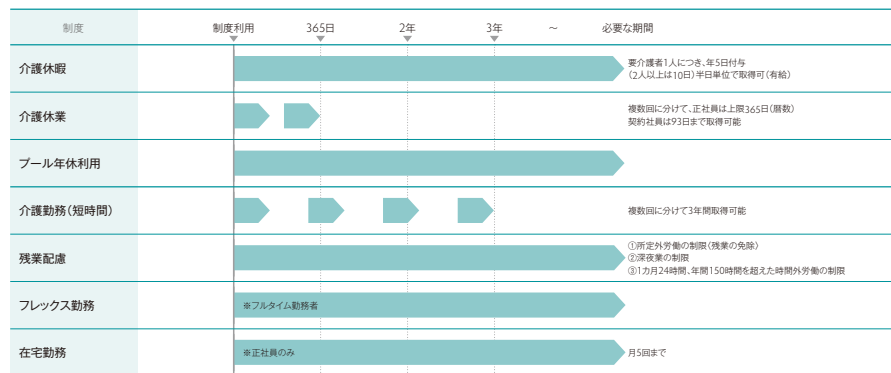 制度 制度利用 365日 2年 3年 ～ 必要な期間
介護休暇
要介護者1人につき、年5日付与
（2人以上は10日）半日単位で取得可（有給）
介護休業
複数回に分けて、正社員は上限365日（暦数）
契約社員は93日まで取得可能
プール年休利用
介護勤務（短時間）
複数回に分けて3年間取得可能
残業配慮
①所定外労働の制限（残業の免除）
②深夜業の制限
③1カ月24時間、年間150時間を超えた時間外労働の制限
フレックス勤務
※フルタイム勤務者
在宅勤務
※正社員のみ
月5回まで